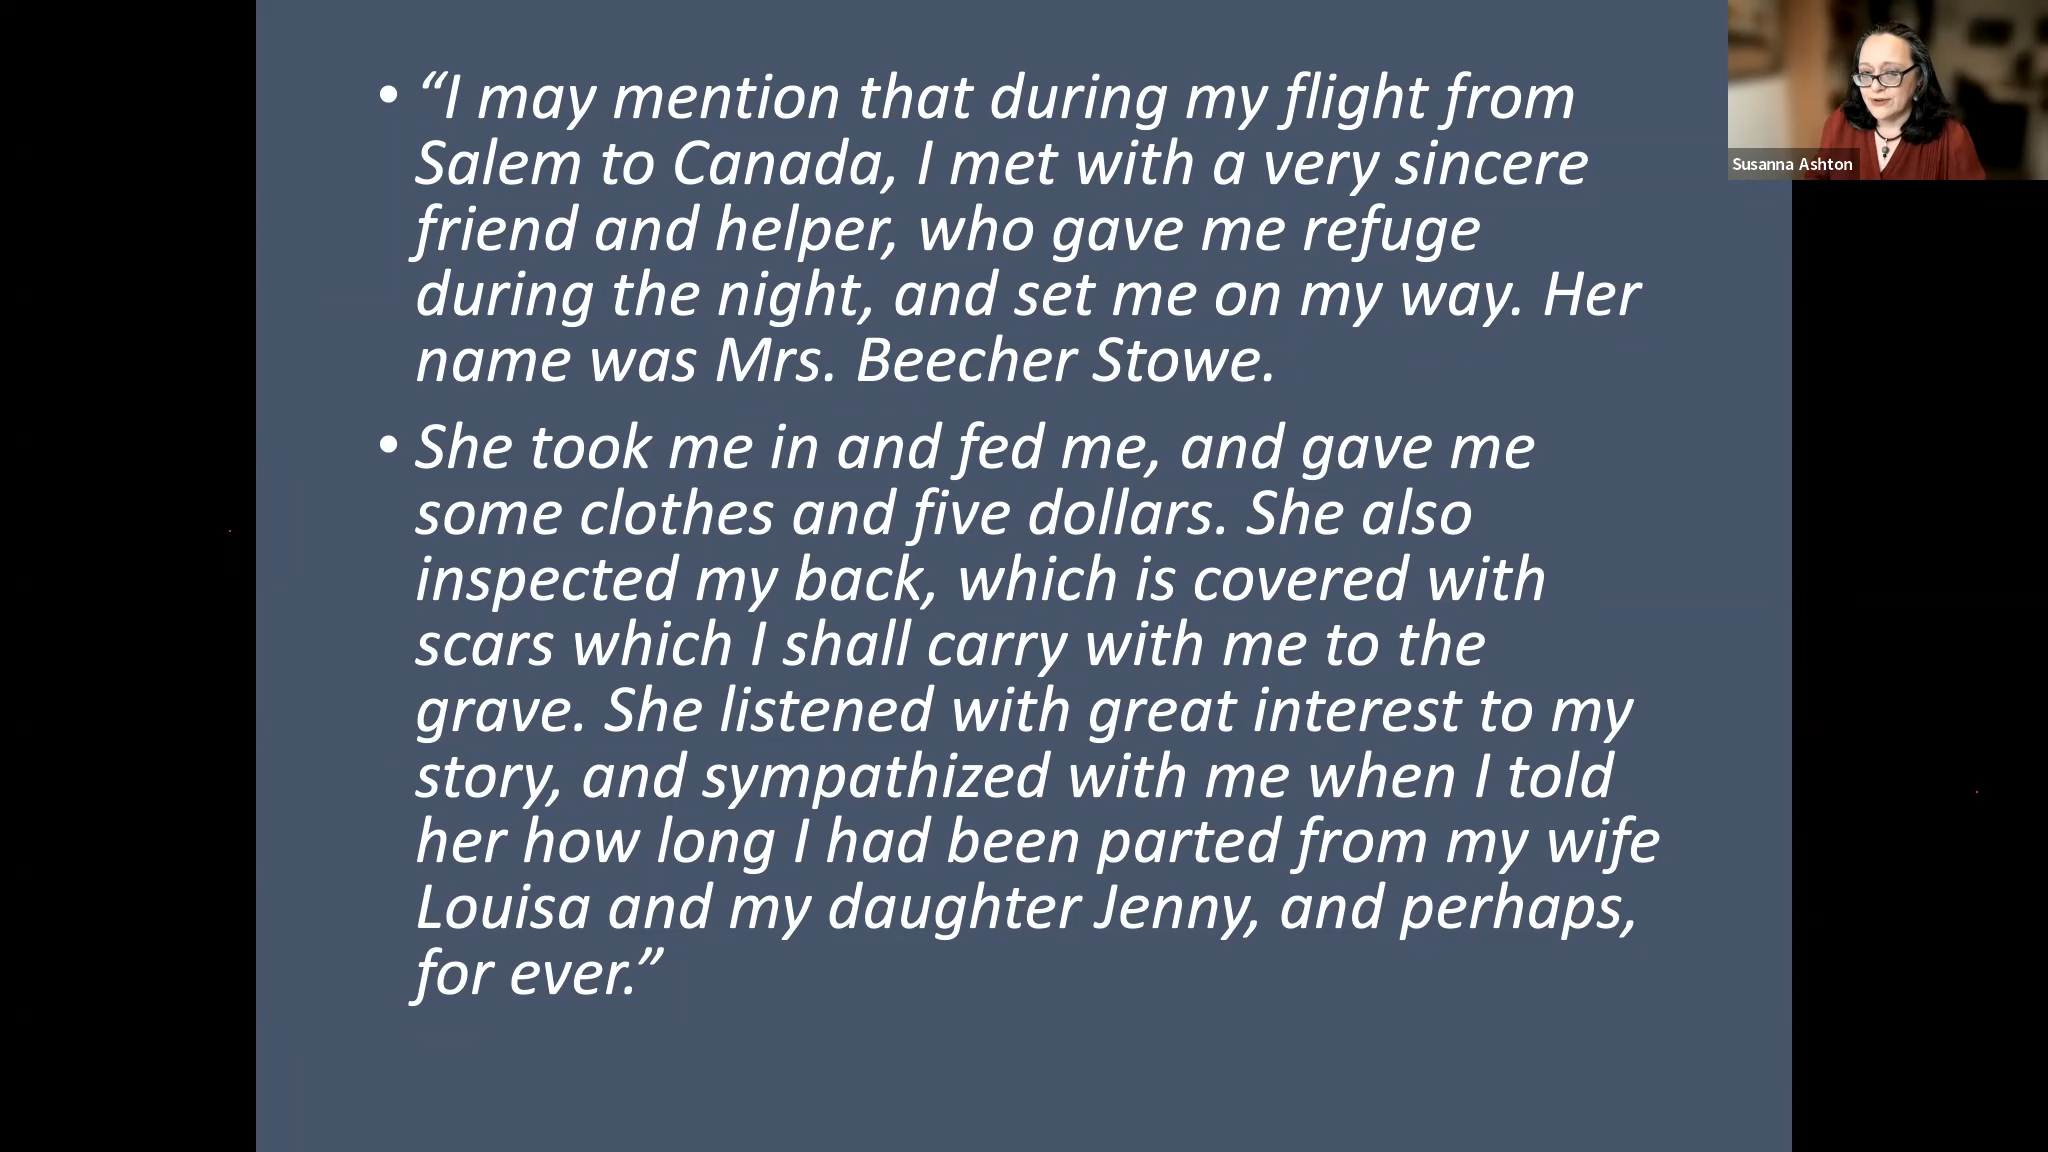 • “I may mention that during my flight from
Salem to Canada, I met with a very sincere
friend and helper, who gave me refuge
during the night, and set me on my way. Her
name was Mrs. Beecher Stowe.
• She took me in and fed me, and gave me
some clothes and five dollars. She also
inspected my back, which is covered with
scars which I shall carry with me to the
grave. She listened with great interest to my
story, and sympathized with me when I told
her how long I had been parted from my wife
Louisa and my daughter Jenny, and perhaps,
for ever.”
Susanna Ashton